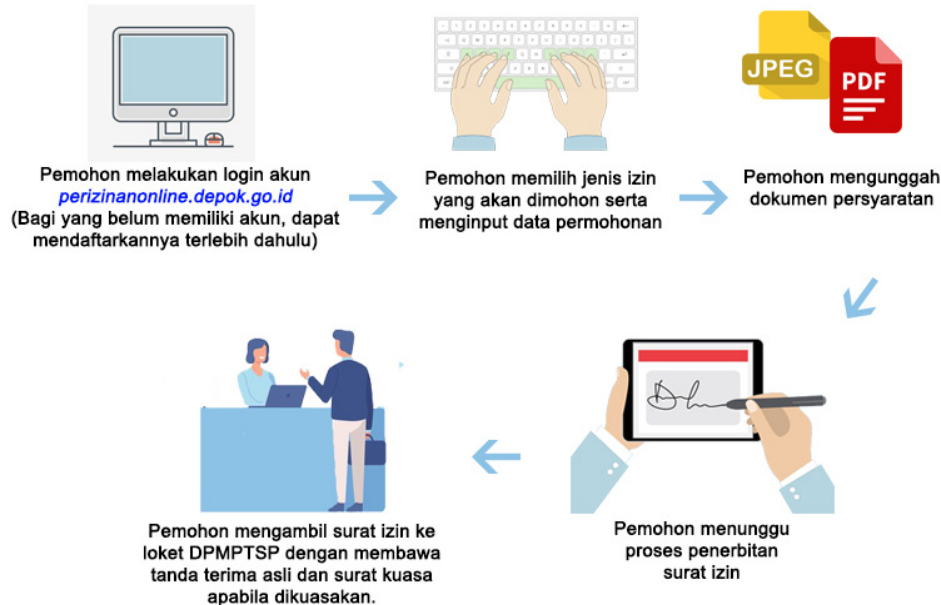 Pemohon melakukan login akun
perizinanonline.depok.go.id
(Bagi yang belum memiliki akun, dapat
mendaftarkannya terlebih dahulu)
Pemohon memilih jenis izin
yang akan dimohon serta
menginput data permohonan
JPEG
PDF
Pemohon mengunggah
dokumen persyaratan
Pemohon menunggu
proses penerbitan
surat izin
Pemohon mengambil surat izin ke
loket DPMPTSP dengan membawa
tanda terima asli dan surat kuasa
apabila dikuasakan.